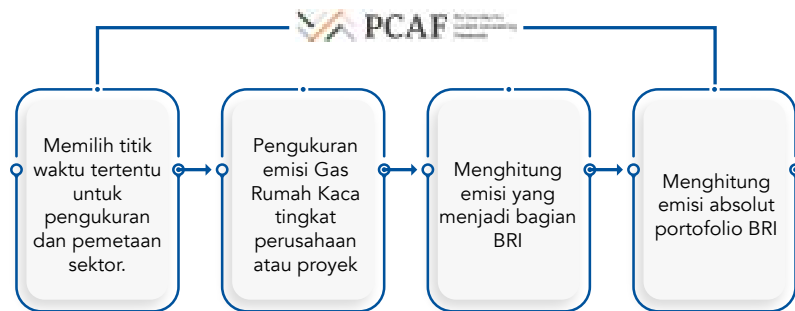 PCAF
Memilih titik
waktu tertentu
untuk
pengukuran
dan pemetaan
sektor.
Pengukuran
emisi Gas
Rumah Kaca
tingkat
perusahaan
atau proyek
Menghitung
emisi yang
menjadi bagian
BRI
Menghitung
emisi absolut
portofolio BRI